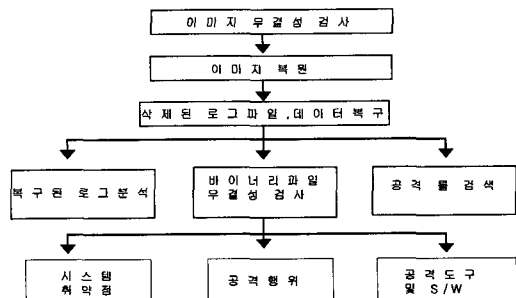 이미지 무결성 검사
이마지 복원
삭제된 로그파일,데이터복구
복구된 로그분석
바이너리파일
무결성 검사
공격툴검색
시스템
취약점
공격행위
공격도구
및 S/W